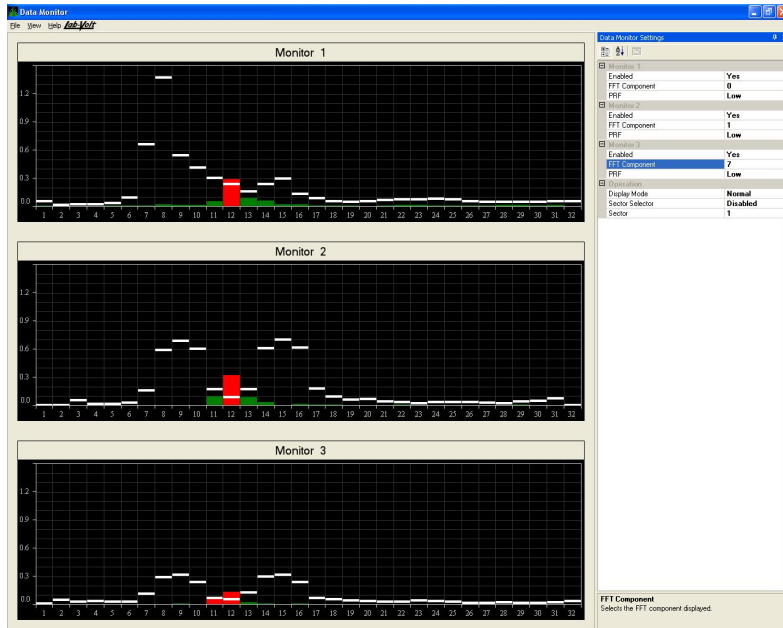 Data Monitor
File View Help Lab-Volt
Monitor 1
1.2
0.9
0.6
0.3
0.0
1 2 3 4 5 6 7 8 9 10 11 12 13 14 15 16 17 18 19 20 21 22 23 24 25 26 27 28 29 30 31 32
Monitor 2
1.2
0.9
0.6
0.3
0.0
1 2 3 4 5 6 7 8 9 10 11 12 13 14 15 16 17 18 19 20 21 22 23 24 25 26 27 28 29 30 31 32
Monitor 3
1.2
0.9
0.6
0.3
0.0
1 2 3 4 5 6 7 8 9 10 11 12 13 14 15 16 17 18 19 20 21 22 23 24 25 26 27 28 29 30 31 32
Data Monitor Settings
Monitor 1
Enabled Yes
FFT Component 0
PRF Low
Monitor 2
Enabled Yes
FFT Component 1
PRF Low
Monitor 3
Enabled Yes
FFT Component 7
PRF Low
Operation
Display Mode Normal
Sector Selector Disabled
Sector 1
FFT Component
Selects the FFT component displayed.